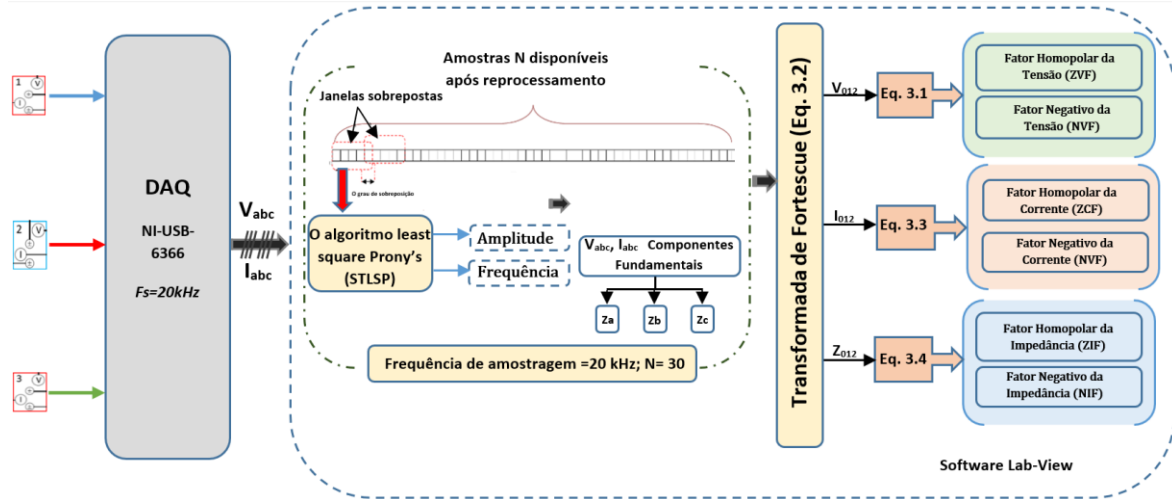 1
V
I
2
V
I
3
V
I
DAQ
NI-USB-
6366
Fs=20kHz
Vabc
Iabc
Amostras N disponíveis
após reprocessamento
Janelas sobrepostas
O grau de sobreposição
O algoritmo least
square Prony's
(STLSP)
Amplitude
Frequência
Vabc, Iabc Componentes
Fundamentais
Za
Zb
Zc
Frequência de amostragem =20 kHz; N= 30
Transformada de Fortescue (Eq. 3.2)
V012
Eq. 3.1
Fator Homopolar da
Tensão (ZVF)
Fator Negativo da
Tensão (NVF)
I012
Eq. 3.3
Fator Homopolar da
Corrente (ZCF)
Fator Negativo da
Corrente (NVF)
Z012
Eq. 3.4
Fator Homopolar da
Impedância (ZIF)
Fator Negativo da
Impedância (NIF)
Software Lab-View